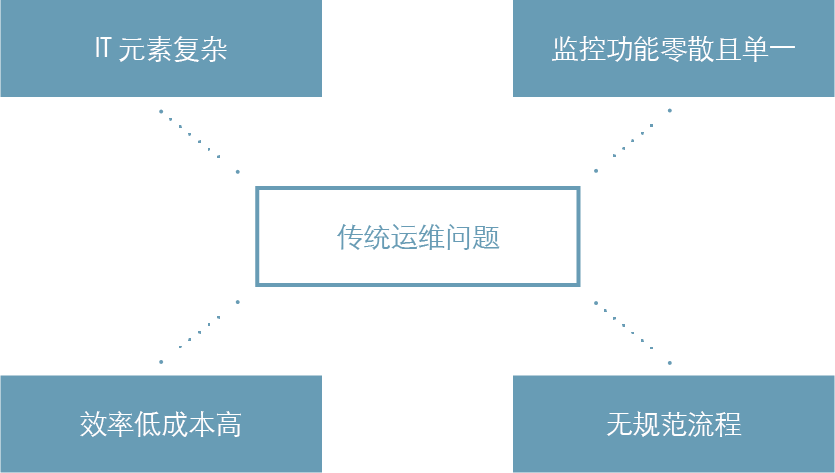 IT 元素复杂
监控功能零散且单一
传统运维问题
效率低成本高
无规范流程